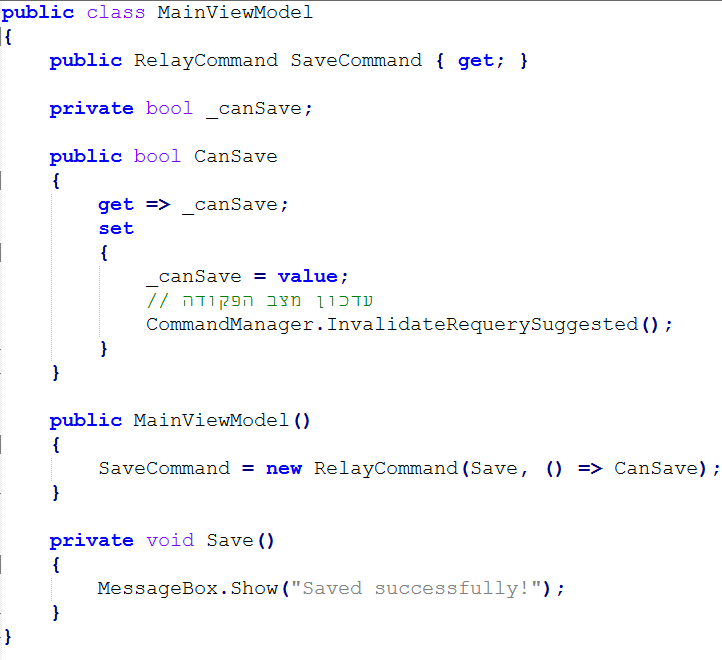 public class MainViewModel
{
    public RelayCommand SaveCommand { get; }
    private bool _canSave;
    public bool CanSave
    {
        get => _canSave;
        set
        {
            _canSave = value;
            // עדכון מצב הפקודה
            CommandManager.InvalidateRequerySuggested();
        }
    }
    public MainViewModel()
    {
        SaveCommand = new RelayCommand(Save, () => CanSave);
    }
    private void Save()
    {
        MessageBox.Show("Saved successfully!");
    }
}